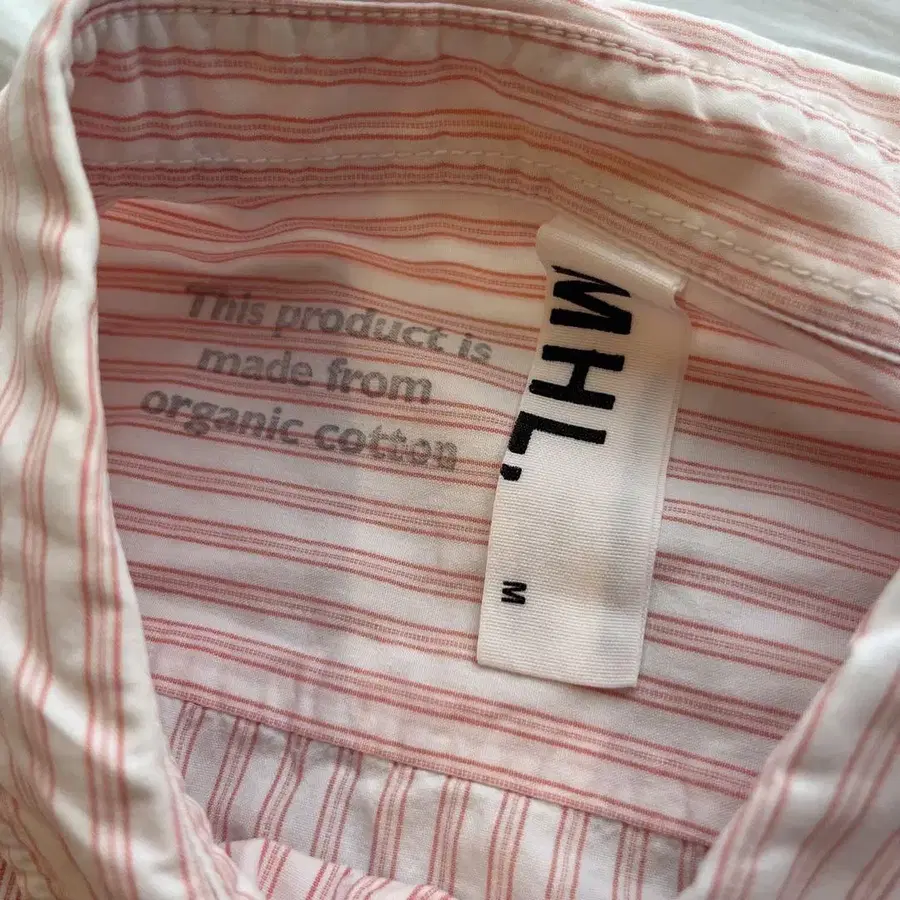 This product is
made from
organic cotton
MHL.
M